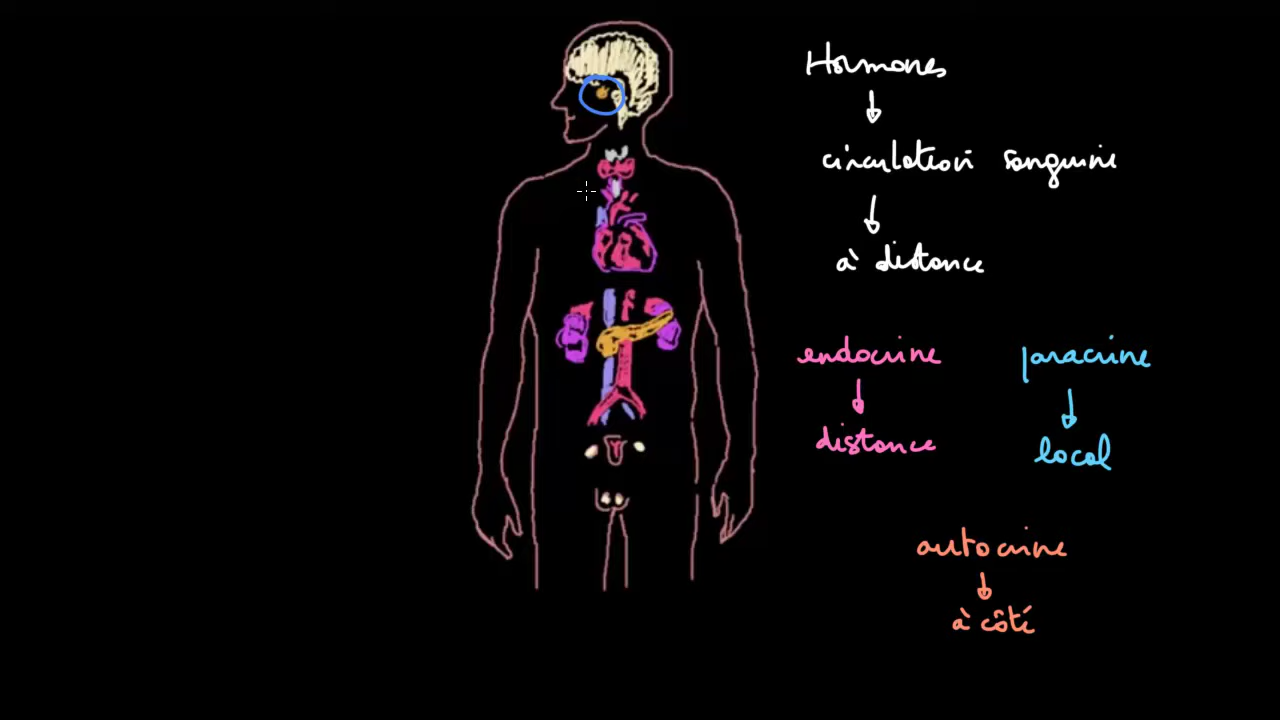 Hormones
↓
circulation sanguine
↓
à distance
endocrine paracrine
↓ ↓
distance local
autocrine
↓
à côté